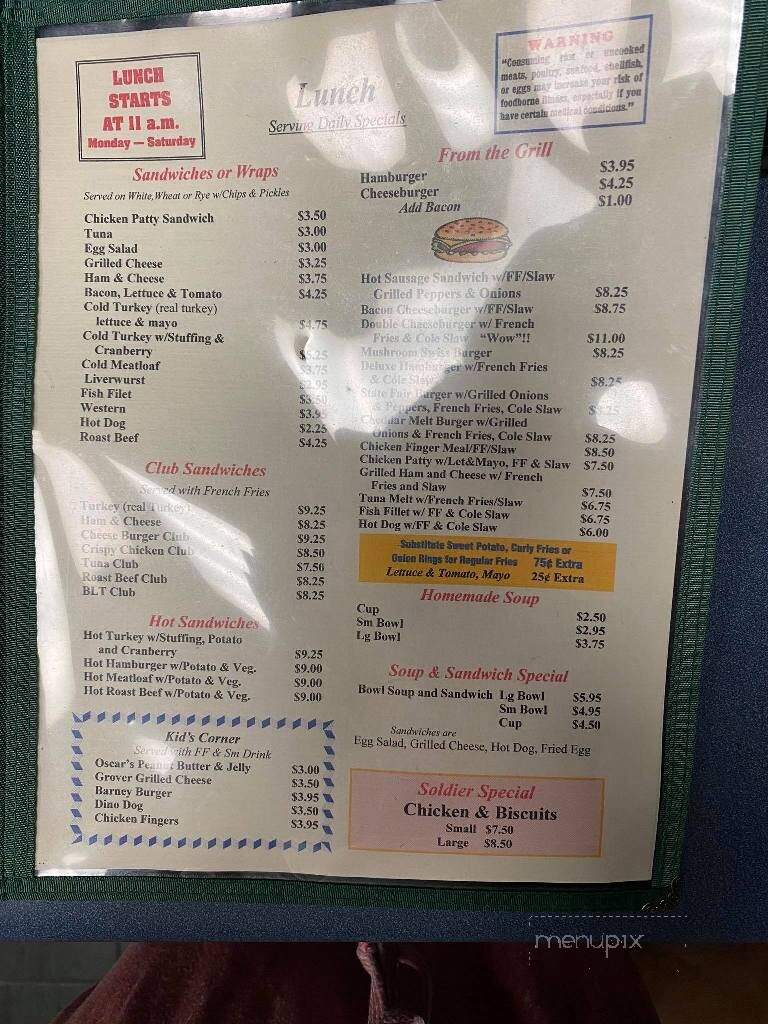 LUNCH
STARTS
AT 11 a.m.
Monday — Saturday
Lunch
Serving Daily Specials
WARNING
"Consuming raw or uncooked
meats, poultry, seafood, shellfish,
or eggs may increase your risk of
foodborne illness, especially if you
have certain medical conditions."
Sandwiches or Wraps
Served on White,Wheat or Rye w/Chips & Pickles
Chicken Patty Sandwich $3.50
Tuna $3.00
Egg Salad $3.00
Grilled Cheese $3.25
Ham & Cheese $3.75
Bacon, Lettuce & Tomato $4.25
Cold Turkey (real turkey)
lettuce & mayo $4.75
Cold Turkey w/Stuffing &
Cranberry $5.25
Cold Meatloaf $3.75
Liverwurst $2.95
Fish Filet $3.50
Western $3.95
Hot Dog $2.25
Roast Beef $4.25
Club Sandwiches
Served with French Fries
Turkey (real Turkey) $9.25
Ham & Cheese $8.25
Cheese Burger Club $9.25
Crispy Chicken Club $8.50
Tuna Club $7.50
Roast Beef Club $8.25
BLT Club $8.25
Hot Sandwiches
Hot Turkey w/Stuffing, Potato
and Cranberry $9.25
Hot Hamburger w/Potato & Veg. $9.00
Hot Meatloaf w/Potato & Veg. $9.00
Hot Roast Beef w/Potato & Veg. $9.00
Kid's Corner
Served with FF & Sm Drink
Oscar's Peanut Butter & Jelly $3.00
Grover Grilled Cheese $3.50
Barney Burger $3.95
Dino Dog $3.50
Chicken Fingers $3.95
From the Grill
Hamburger $3.95
Cheeseburger $4.25
Add Bacon $1.00
Hot Sausage Sandwich w/FF/Slaw
Grilled Peppers & Onions $8.25
Bacon Cheeseburger w/FF/Slaw $8.75
Double Cheeseburger w/ French
Fries & Cole Slaw "Wow"!! $11.00
Mushroom Swiss Burger $8.25
Deluxe Hamburger w/French Fries
& Cole Slaw $8.25
State Fair Burger w/Grilled Onions
& Peppers, French Fries, Cole Slaw
Cheddar Melt Burger w/Grilled
Onions & French Fries, Cole Slaw $8.25
Chicken Finger Meal/FF/Slaw $8.50
Chicken Patty w/Let&Mayo, FF & Slaw $7.50
Grilled Ham and Cheese w/ French
Fries and Slaw $7.50
Tuna Melt w/French Fries/Slaw $6.75
Fish Fillet w/ FF & Cole Slaw $6.75
Hot Dog w/FF & Cole Slaw $6.00
Substitute Sweet Potato, Curly Fries or
Onion Rings for Regular Fries 75¢ Extra
Lettuce & Tomato, Mayo 25¢ Extra
Homemade Soup
Cup $2.50
Sm Bowl $2.95
Lg Bowl $3.75
Soup & Sandwich Special
Bowl Soup and Sandwich Lg Bowl $5.95
Sm Bowl $4.95
Cup $4.50
Sandwiches are
Egg Salad, Grilled Cheese, Hot Dog, Fried Egg
Soldier Special
Chicken & Biscuits
Small $7.50
Large $8.50
menupix